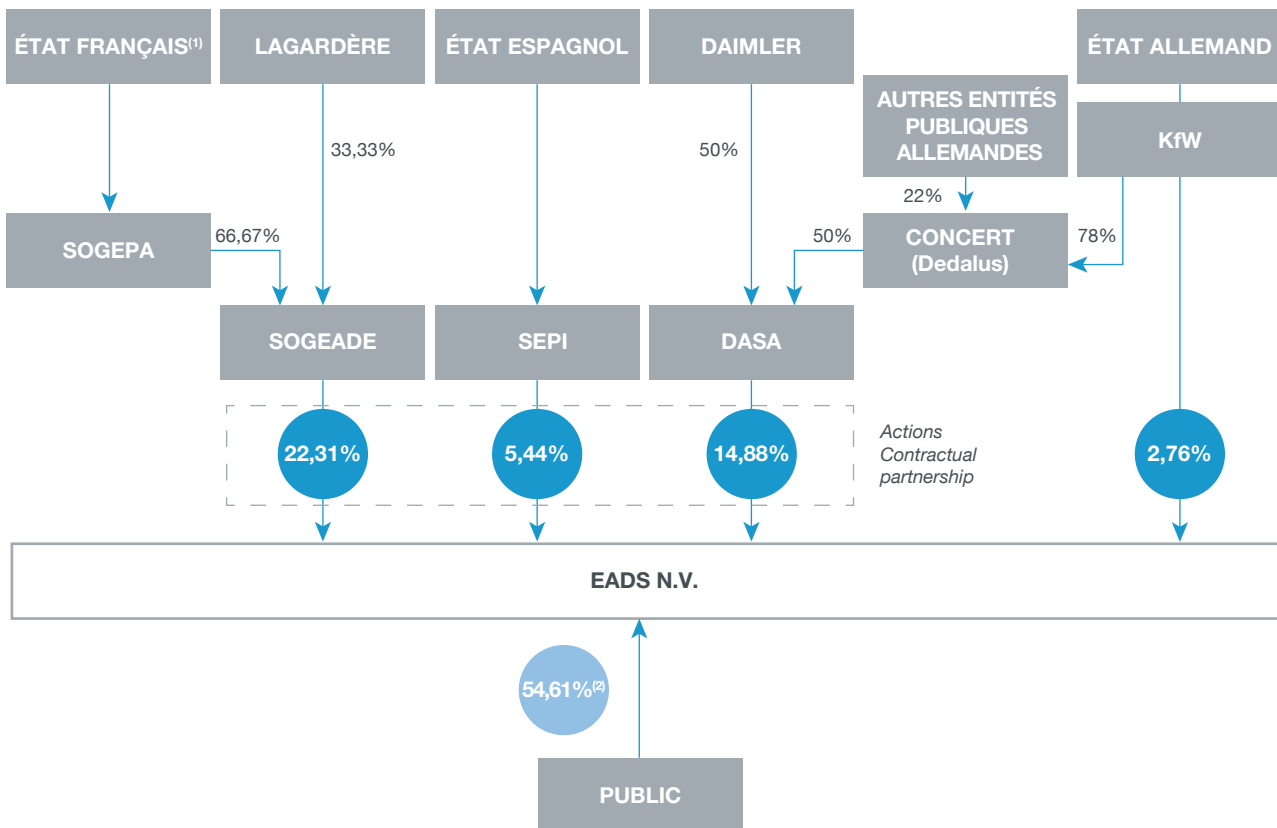 ÉTAT FRANÇAIS(1)
LAGARDÈRE
ÉTAT ESPAGNOL
DAIMLER
ÉTAT ALLEMAND
AUTRES ENTITÉS
PUBLIQUES
ALLEMANDES
KfW
33,33%
50%
22%
SOGEPA
66,67%
50%
CONCERT
(Dedalus)
78%
SOGEADE
SEPI
DASA
22,31%
5,44%
14,88%
Actions
Contractual
partnership
2,76%
EADS N.V.
54,61%(2)
PUBLIC